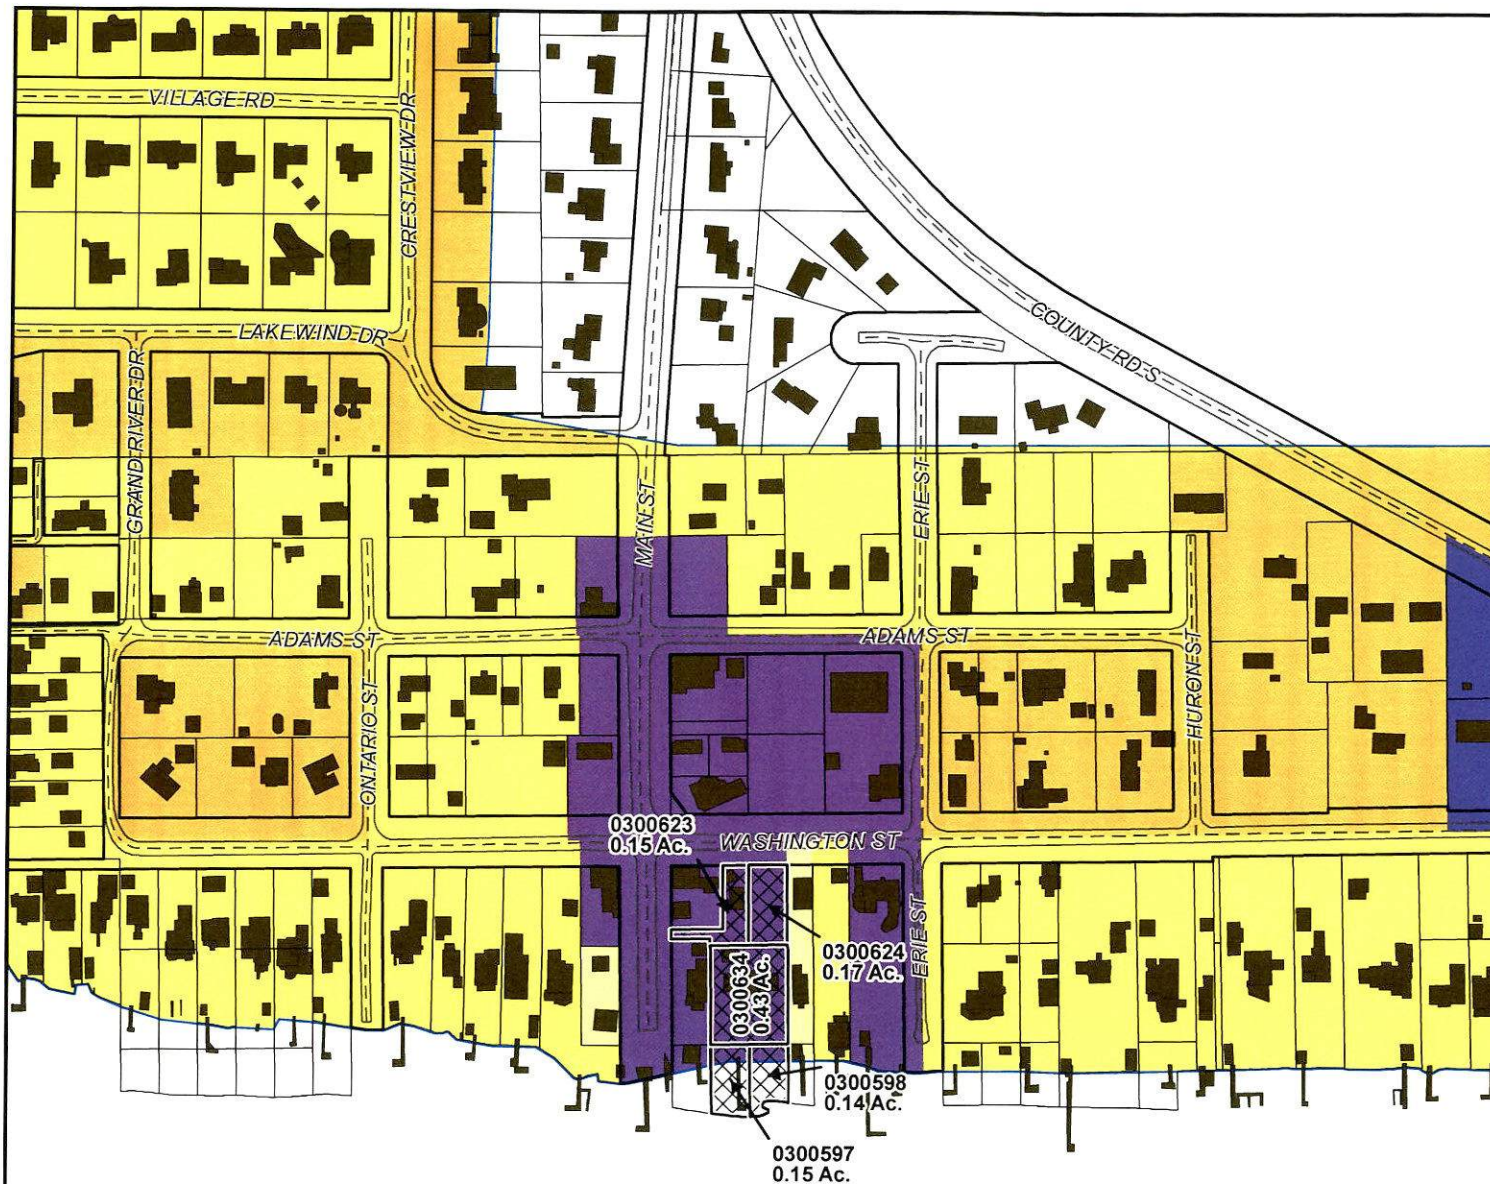 VILLAGE RD
CRESTVIEW DR
LAKEWIND DR
GRAND RIVER DR
COUNTY RD S
MAIN ST
ERIE ST
ADAMS ST
ADAMS ST
ONTARIO ST
HURON ST
0300623
0.15 Ac.
WASHINGTON ST
0300624
0.17 Ac.
ERIE ST
0300634
0.43 Ac.
0300598
0.14 Ac.
0300597
0.15 Ac.